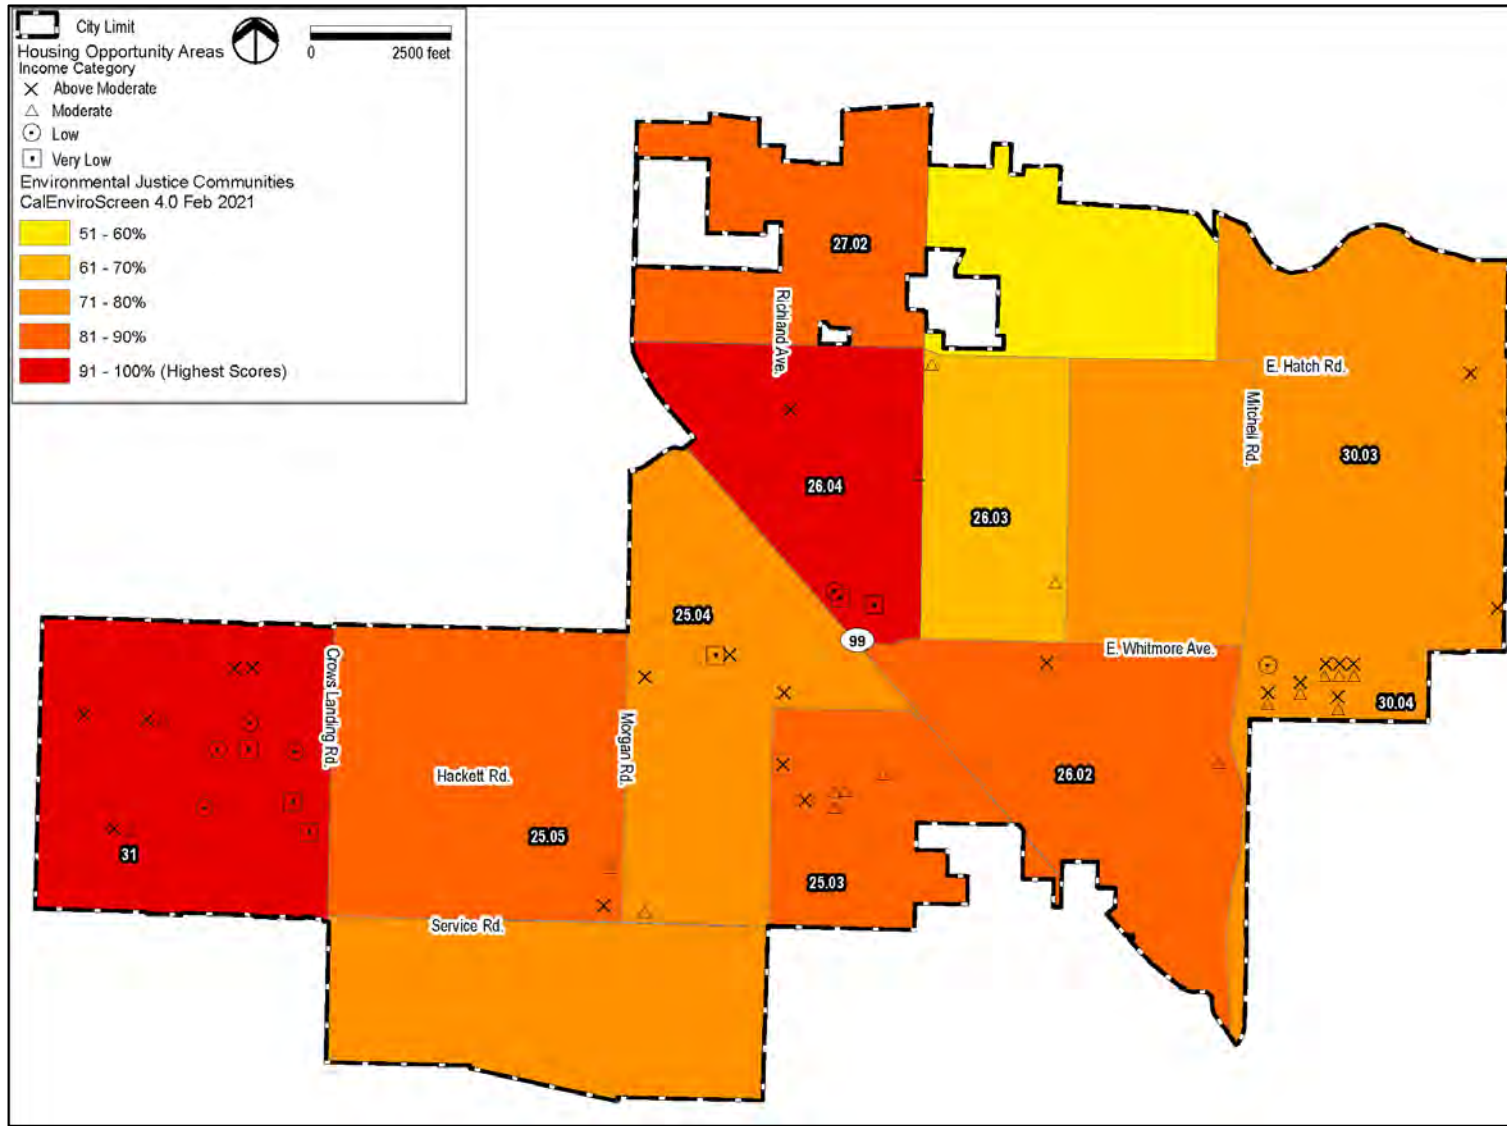 City Limit
Housing Opportunity Areas
0 2500 feet
Income Category
Above Moderate
Moderate
Low
Very Low
Environmental Justice Communities
CalEnviroScreen 4.0 Feb 2021
51 - 60%
61 - 70%
71 - 80%
81 - 90%
91 - 100% (Highest Scores)
27.02
Richland Ave.
E. Hatch Rd.
Mitchell Rd.
30.03
26.04
26.03
25.04
99
E. Whitmore Ave.
Crows Landing Rd.
30.04
Morgan Rd.
Hackett Rd.
26.02
25.05
31
25.03
Service Rd.